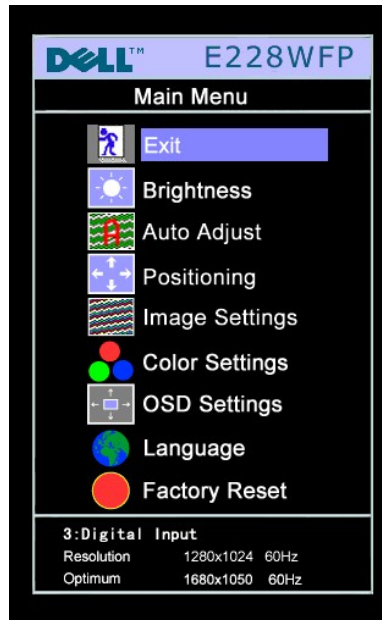 DELL™ E228WFP
Main Menu
Exit
Brightness
Auto Adjust
Positioning
Image Settings
Color Settings
OSD Settings
Language
Factory Reset
3:Digital Input
Resolution 1280x1024 60Hz
Optimum 1680x1050 60Hz